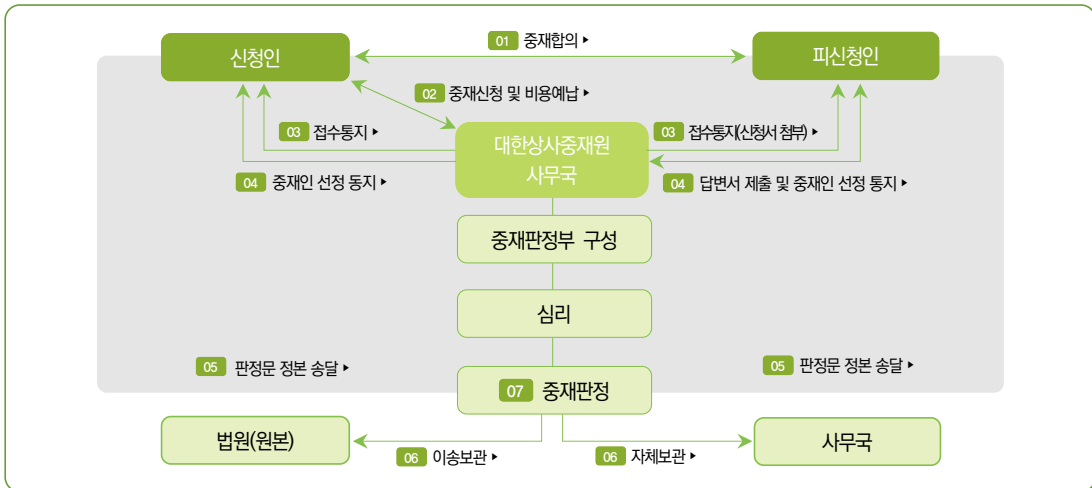 01 중재합의 ▸
신청인
피신청인
02 중재신청 및 비용예납 ▸
03 접수통지 ▸
대한상사중재원
사무국
03 접수통지(신청서 첨부) ▸
04 중재인 선정 동지 ▸
04 답변서 제출 및 중재인 선정 통지 ▸
중재판정부 구성
심리
05 판정문 정본 송달 ▸
05 판정문 정본 송달 ▸
07 중재판정
법원(원본)
06 이송보관 ▸
06 자체보관 ▸
사무국